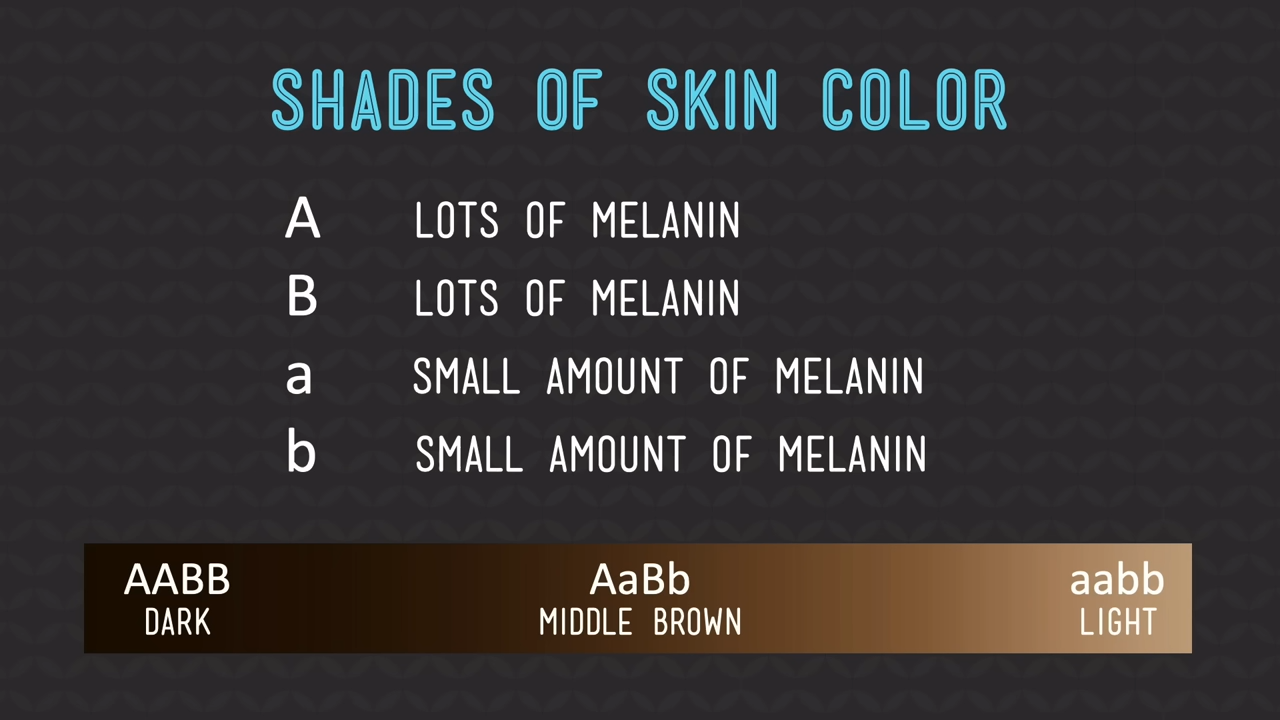 SHADES OF SKIN COLOR
A LOTS OF MELANIN
B LOTS OF MELANIN
a SMALL AMOUNT OF MELANIN
b SMALL AMOUNT OF MELANIN
AABB AaBb aabb
DARK MIDDLE BROWN LIGHT